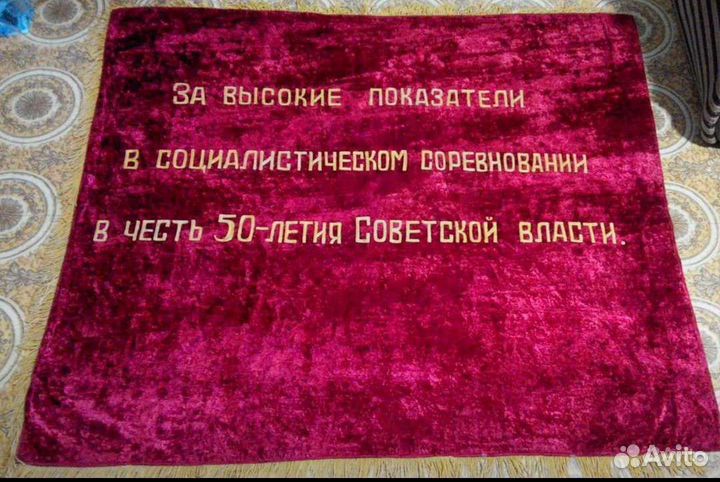 За высокие показатели
в социалистическом соревновании
в честь 50-летия Советской власти.
Avito